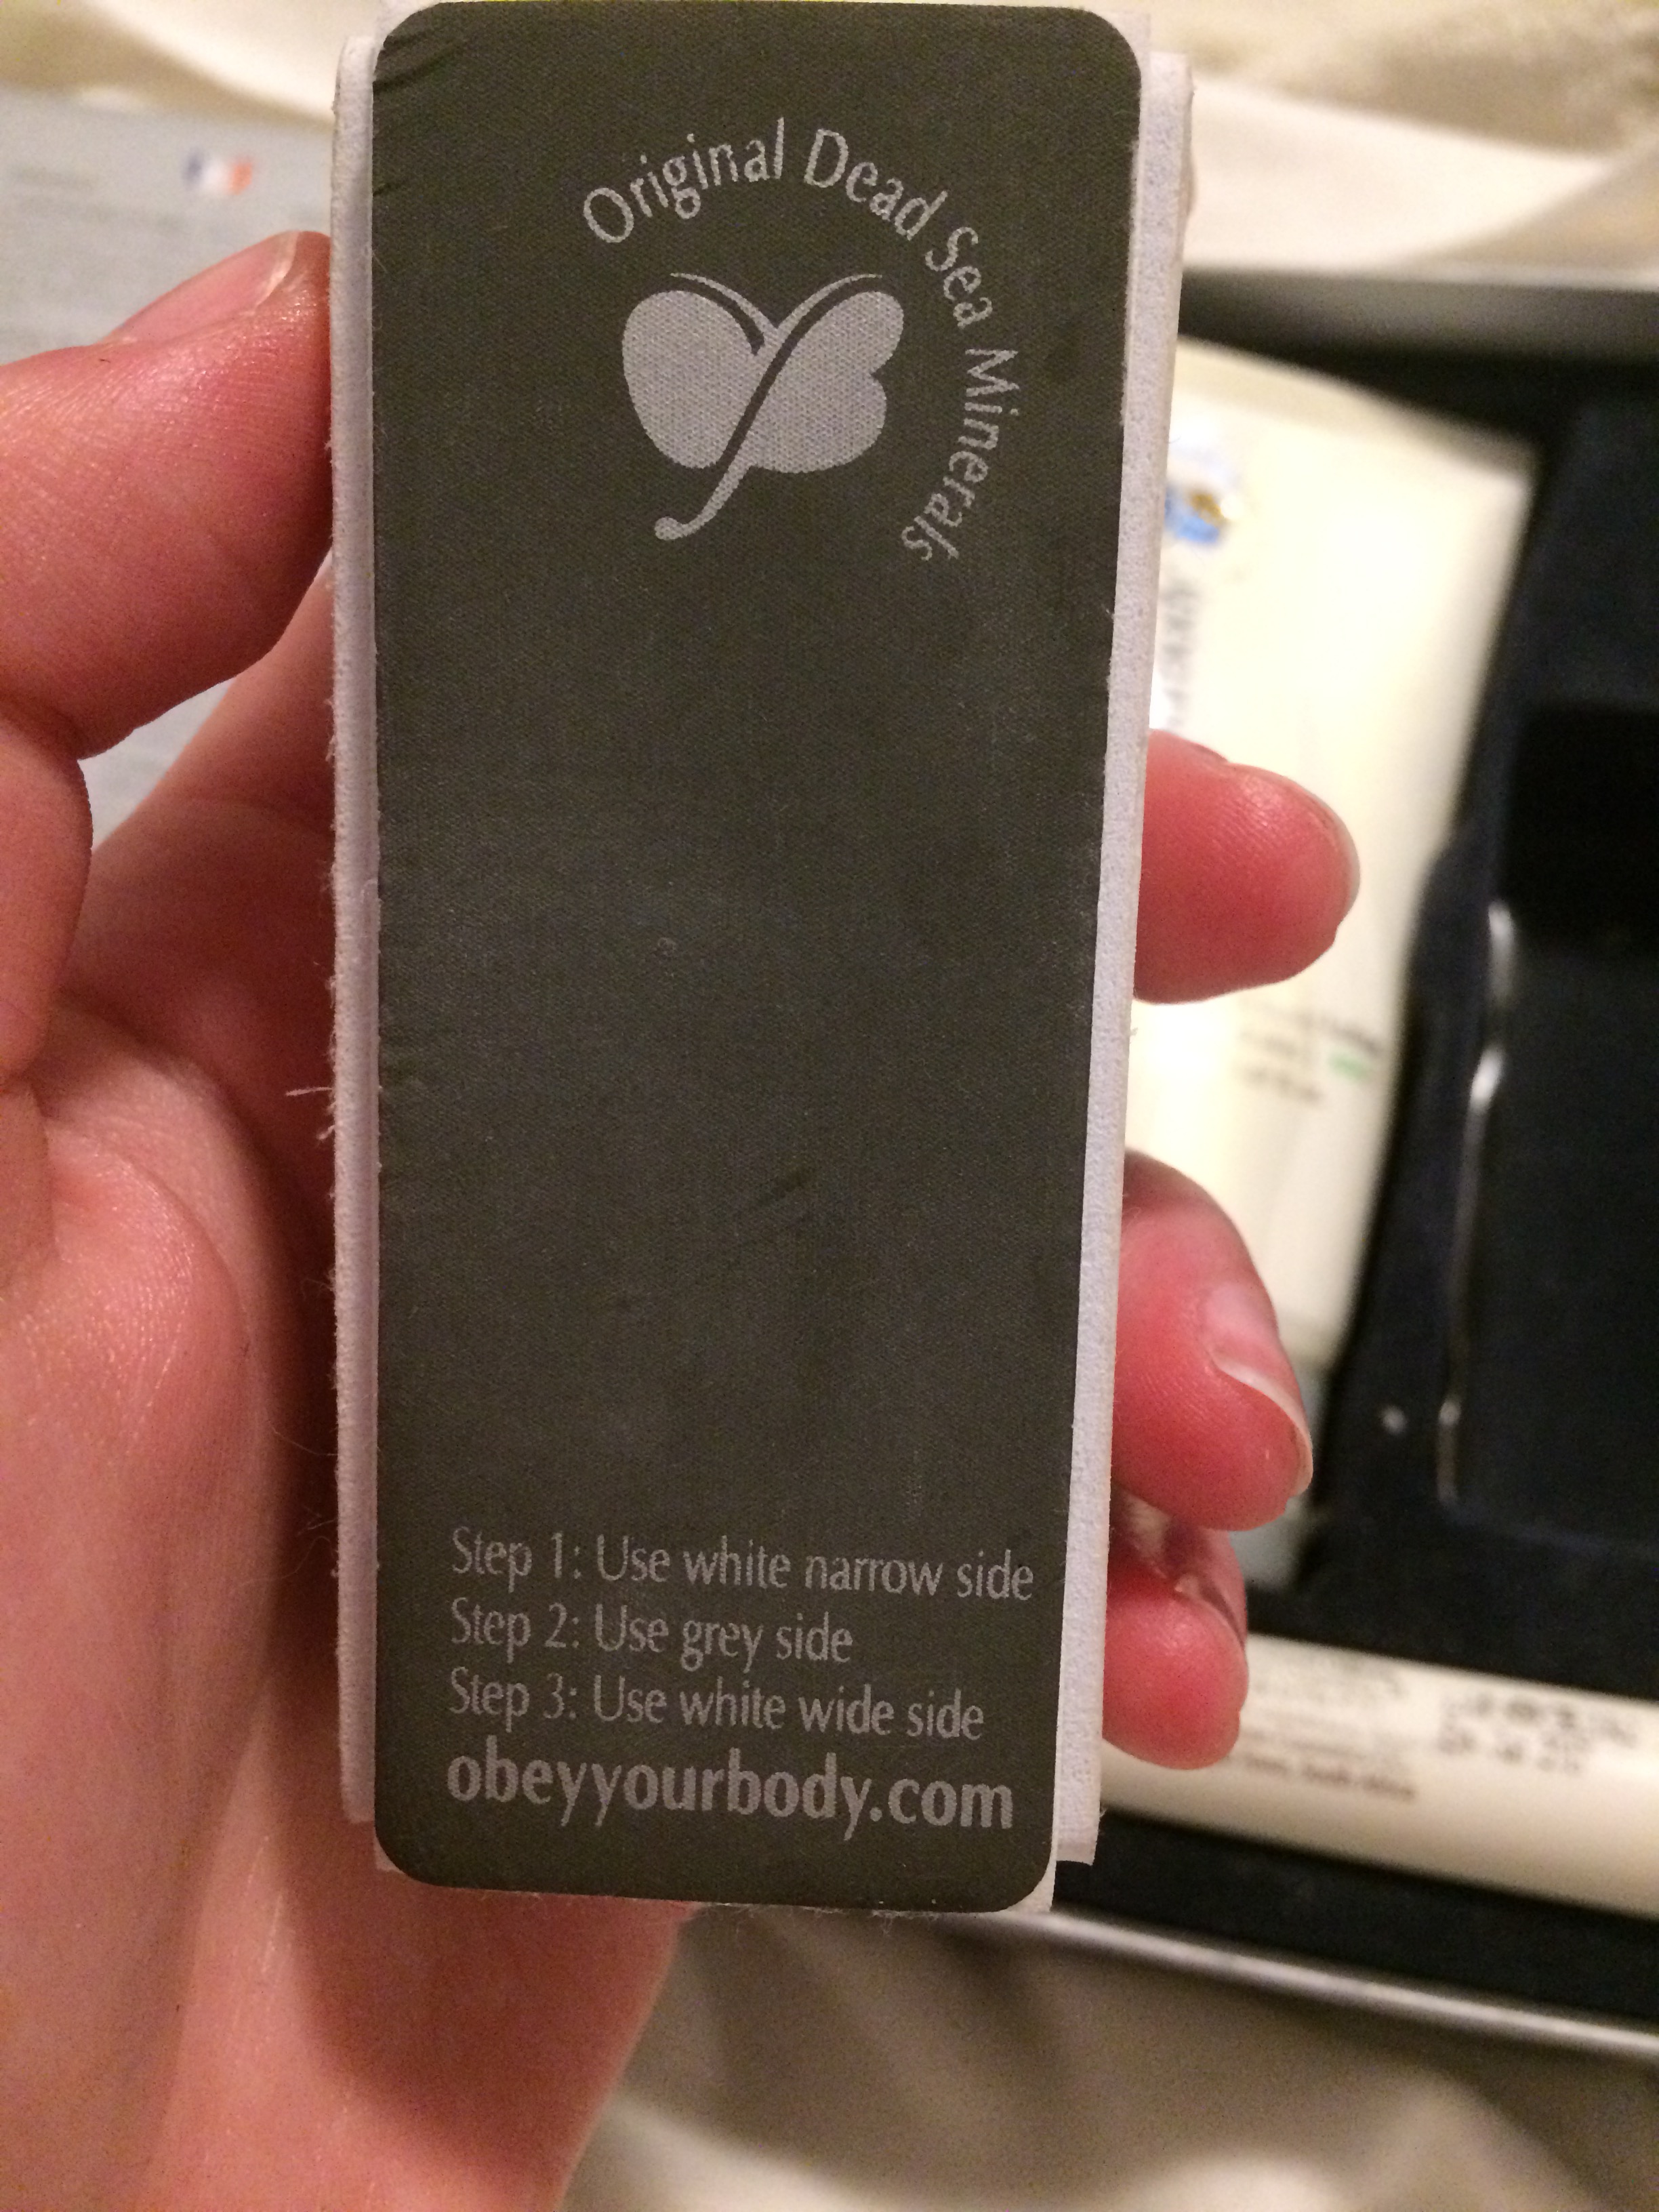 Original Dead Sea Minerals
Step 1: Use white narrow side
Step 2: Use grey side
Step 3: Use white wide side
obeyyourbody.com